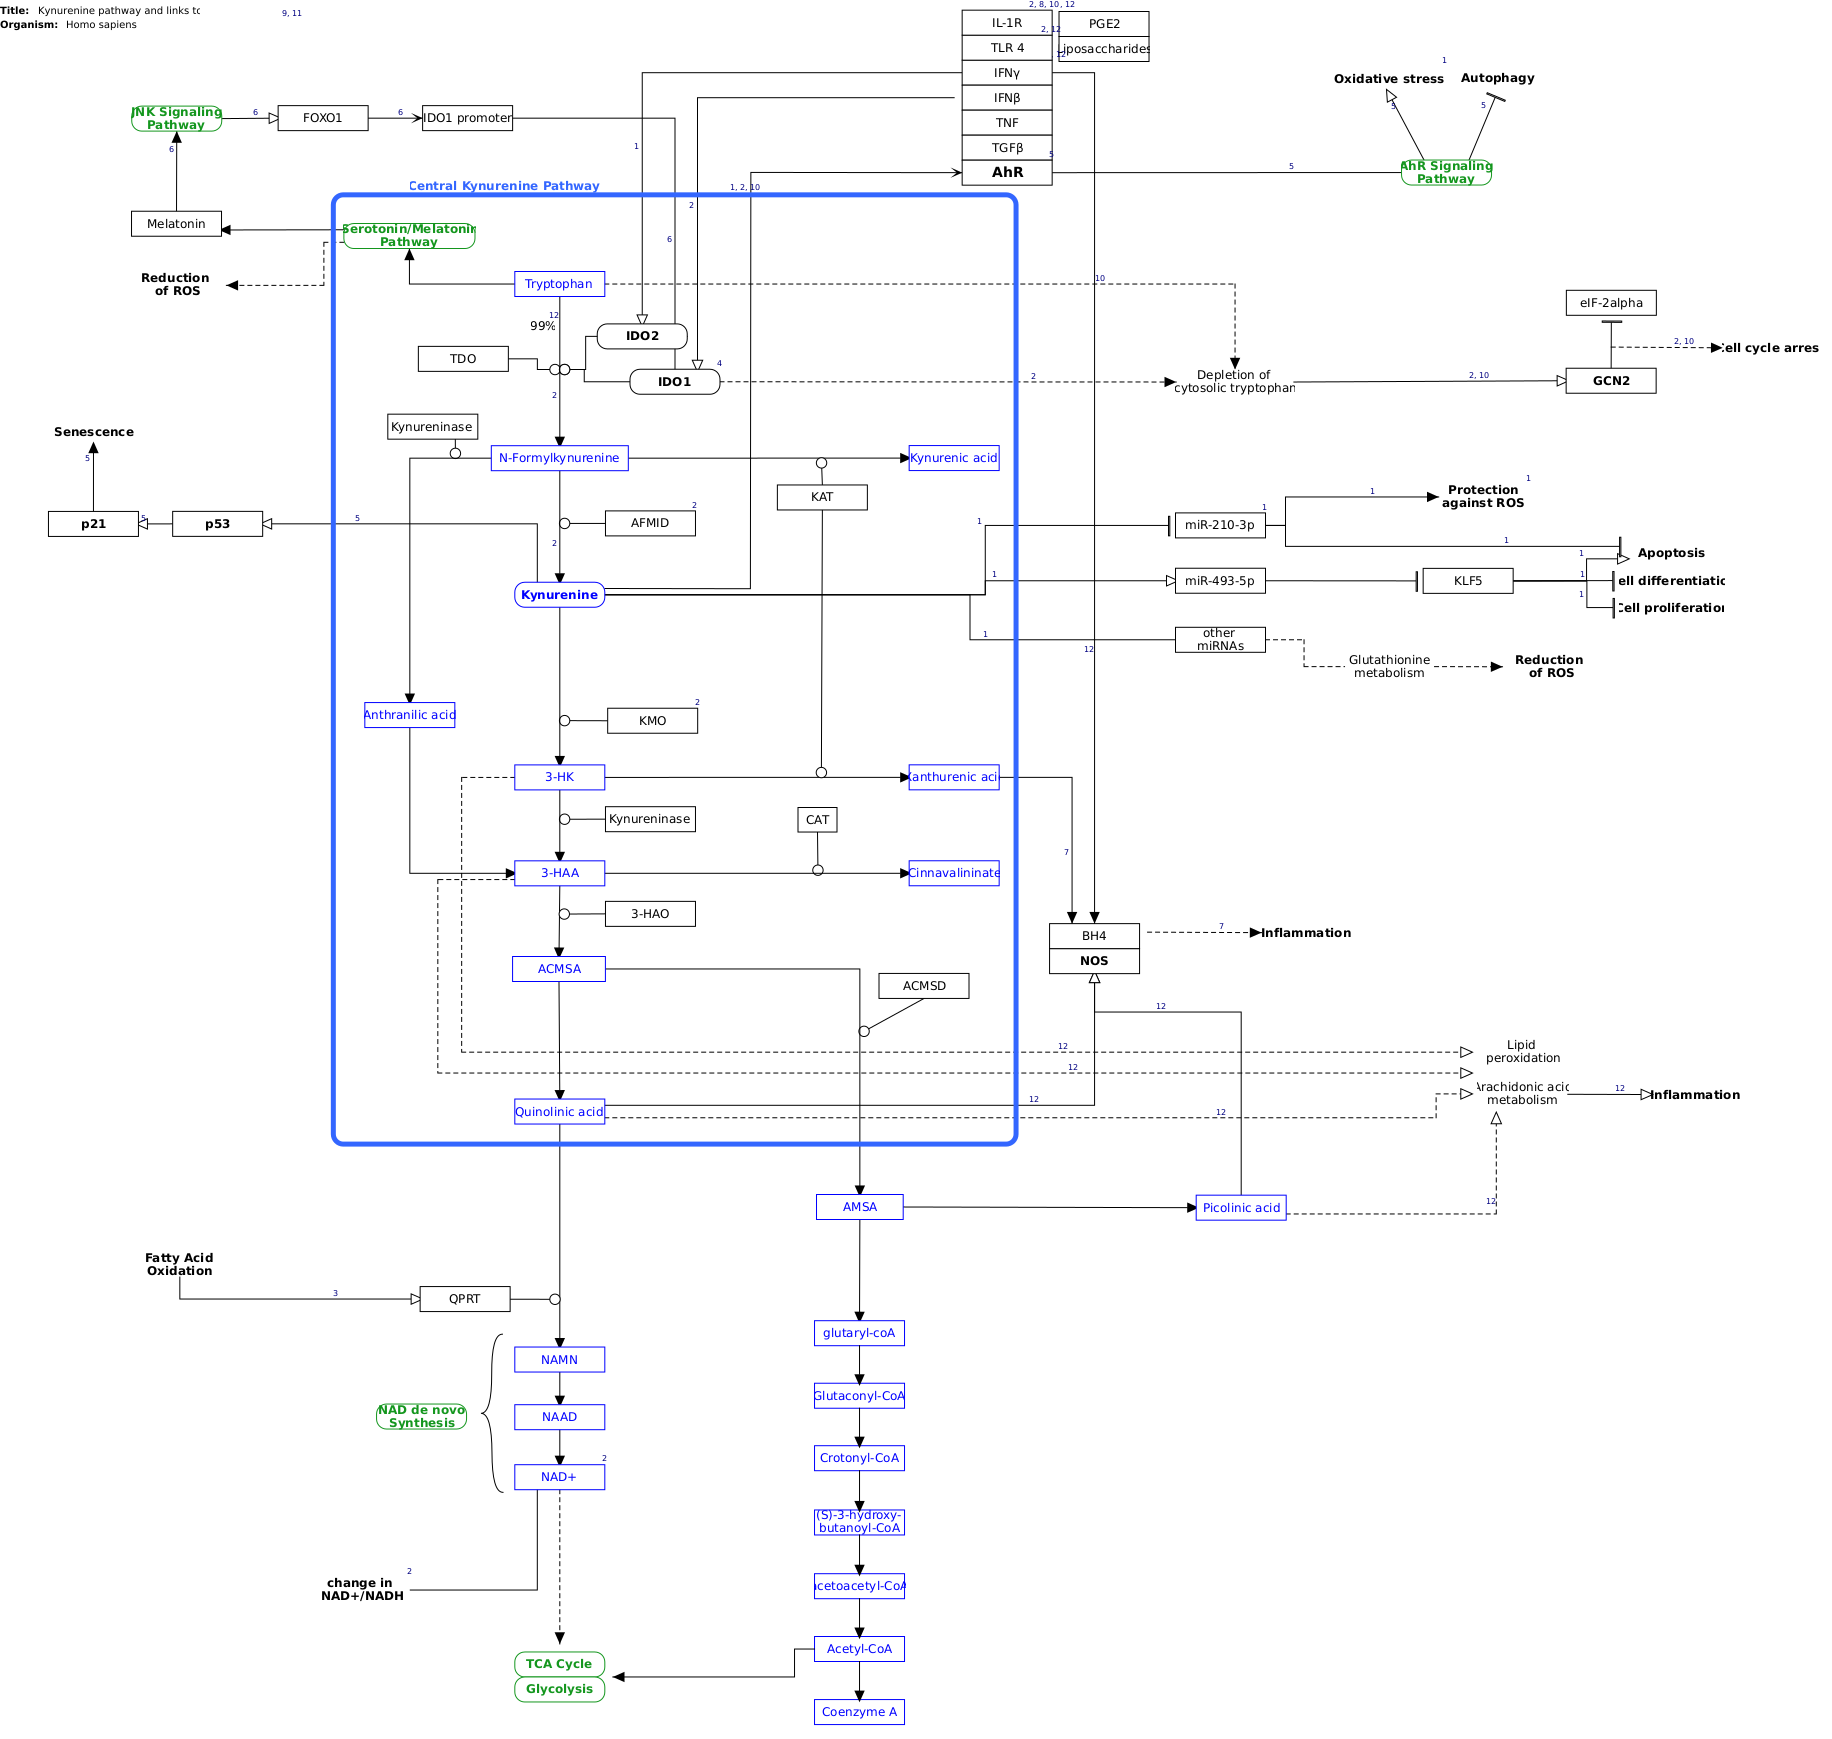 Title: Kynurenine pathway and links to
Organism: Homo sapiens
9, 11
2, 8, 10, 12
IL-1R
PGE2
2, 12
TLR 4
Liposaccharides
12
IFNγ
IFNβ
TNF
TGFβ
5
AhR
1
Oxidative stress
Autophagy
5
5
AhR Signaling
Pathway
5
JNK Signaling
Pathway
6
FOXO1
6
IDO1 promoter
6
1
Central Kynurenine Pathway
1, 2, 10
2
Melatonin
Serotonin/Melatonin
Pathway
6
Reduction
of ROS
Tryptophan
10
12
99%
IDO2
TDO
4
IDO1
2
2
Depletion of
cytosolic tryptophan
2, 10
eIF-2alpha
2, 10
cell cycle arres
GCN2
Kynureninase
Senescence
5
N-Formylkynurenine
Kynurenic acid
KAT
2
AFMID
2
p21
5
p53
5
1
1
miR-210-3p
1
Protection
against ROS
1
1
Apoptosis
1
Kynurenine
1
miR-493-5p
KLF5
1
cell differentiatio
1
Cell proliferation
1
other
miRNAs
12
Glutathionine
metabolism
Reduction
of ROS
Anthranilic acid
2
KMO
3-HK
Xanthurenic acid
Kynureninase
CAT
7
3-HAA
Cinnavalininate
3-HAO
BH4
NOS
7
Inflammation
ACMSA
ACMSD
12
12
12
Lipid
peroxidation
Arachidonic acid
metabolism
12
Inflammation
Quinolinic acid
12
12
12
AMSA
Picolinic acid
Fatty Acid
Oxidation
3
QPRT
glutaryl-coA
NAMN
Glutaconyl-CoA
NAD de novo
Synthesis
NAAD
Crotonyl-CoA
2
NAD+
(S)-3-hydroxy-
butanoyl-CoA
2
change in
NAD+/NADH
acetoacetyl-CoA
Acetyl-CoA
TCA Cycle
Glycolysis
Coenzyme A